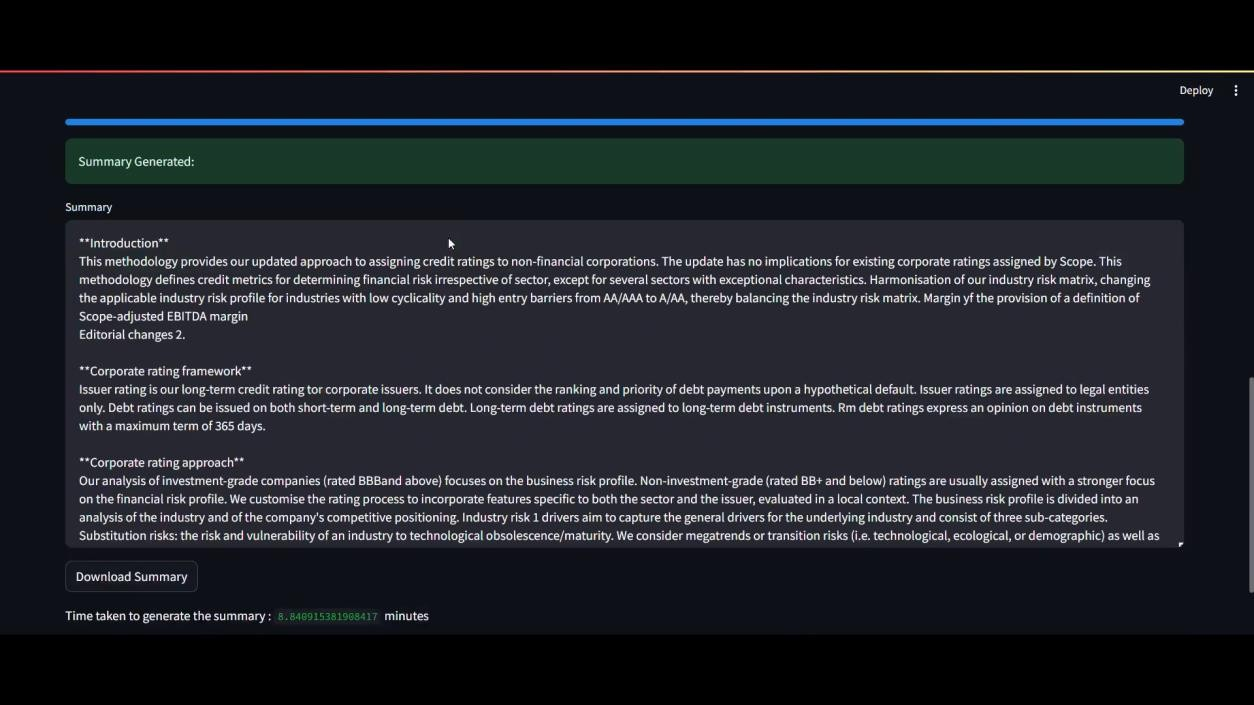 Deploy
Summary Generated:
Summary
**Introduction**
This methodology provides our updated approach to assigning credit ratings to non-financial corporations. The update has no implications for existing corporate ratings assigned by Scope. This
methodology defines credit metrics for determining financial risk irrespective of sector, except for several sectors with exceptional characteristics. Harmonisation of our industry risk matrix, changing
the applicable industry risk profile for industries with low cyclicality and high entry barriers from AA/AAA to A/AA, thereby balancing the industry risk matrix. Margin yf the provision of a definition of
Scope-adjusted EBITDA margin
Editorial changes 2.
**Corporate rating framework**
Issuer rating is our long-term credit rating tor corporate issuers. It does not consider the ranking and priority of debt payments upon a hypothetical default. Issuer ratings are assigned to legal entities
only. Debt ratings can be issued on both short-term and long-term debt. Long-term debt ratings are assigned to long-term debt instruments. Rm debt ratings express an opinion on debt instruments
with a maximum term of 365 days.
**Corporate rating approach**
Our analysis of investment-grade companies (rated BBBand above) focuses on the business risk profile. Non-investment-grade (rated BB+ and below) ratings are usually assigned with a stronger focus
on the financial risk profile. We customise the rating process to incorporate features specific to both the sector and the issuer, evaluated in a local context. The business risk profile is divided into an
analysis of the industry and of the company's competitive positioning. Industry risk 1 drivers aim to capture the general drivers for the underlying industry and consist of three sub-categories.
Substitution risks: the risk and vulnerability of an industry to technological obsolescence/maturity. We consider megatrends or transition risks (i.e. technological, ecological, or demographic) as well as
Download Summary
Time taken to generate the summary : 8.840915381908417 minutes